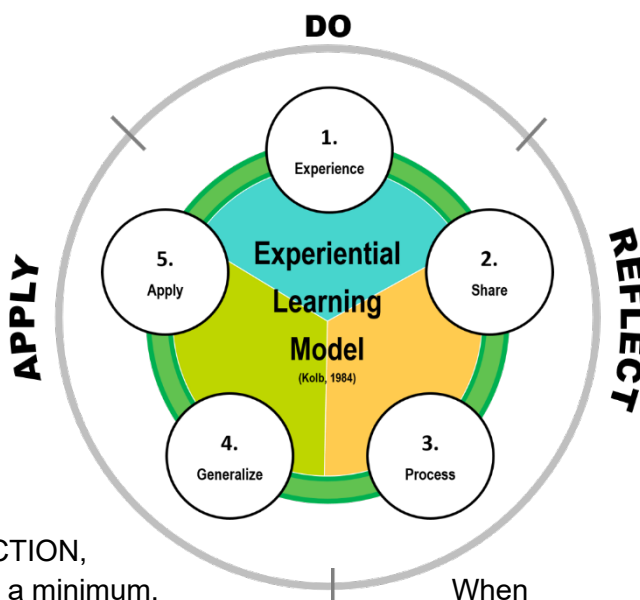 DO
1.
Experience
5.
Apply
Experiential
Learning
Model
(Kolb, 1984)
2.
Share
APPLY
REFLECT
4.
Generalize
3.
Process
CTION,
a minimum.
When